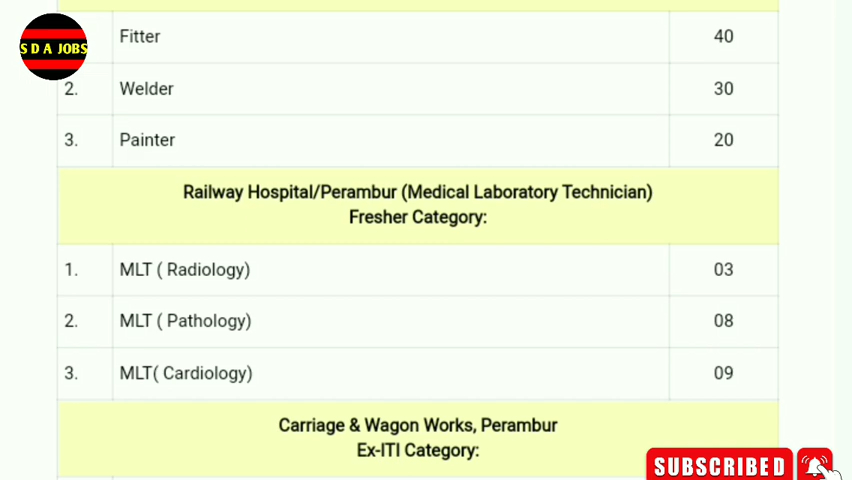 S D A JOBS
Fitter 40
2. Welder 30
3. Painter 20
Railway Hospital/Perambur (Medical Laboratory Technician)
Fresher Category:
1. MLT ( Radiology) 03
2. MLT ( Pathology) 08
3. MLT( Cardiology) 09
Carriage & Wagon Works, Perambur
Ex-ITI Category:
SUBSCRIBED